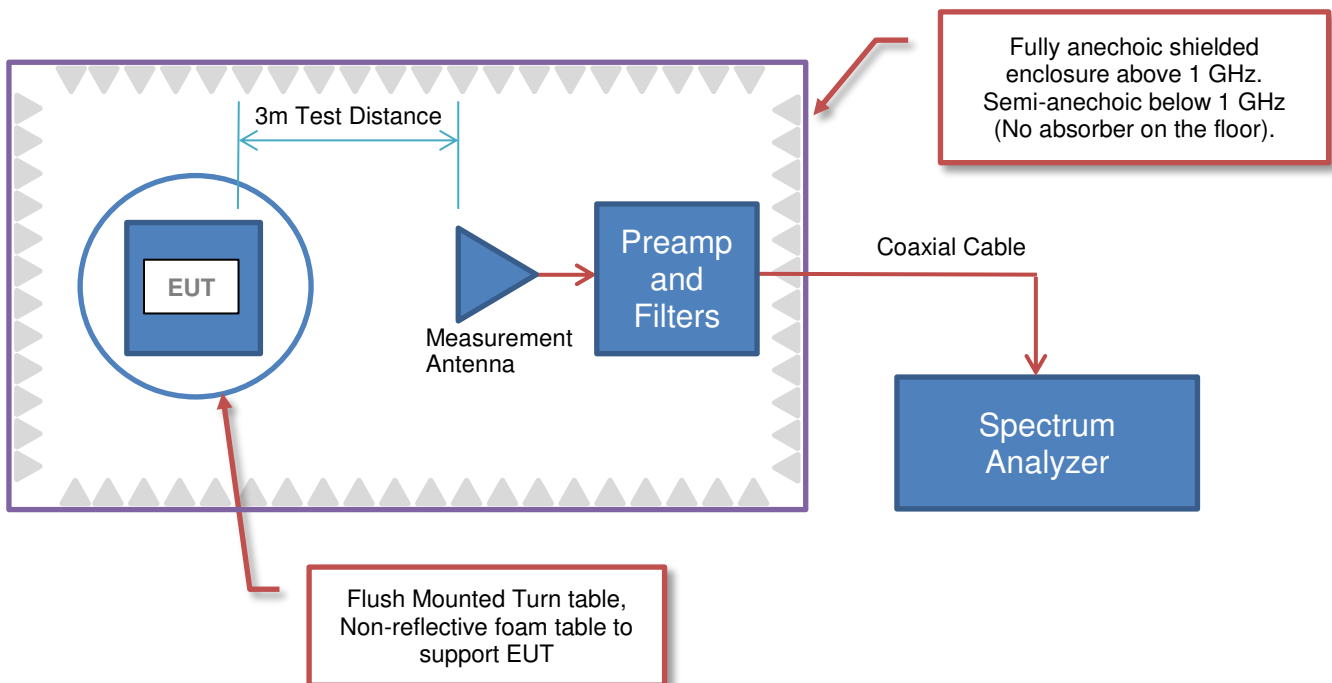 Fully anechoic shielded
enclosure above 1 GHz.
Semi-anechoic below 1 GHz
(No absorber on the floor).
3m Test Distance
EUT
Measurement
Antenna
Preamp
and
Filters
Coaxial Cable
Spectrum
Analyzer
Flush Mounted Turn table,
Non-reflective foam table to
support EUT